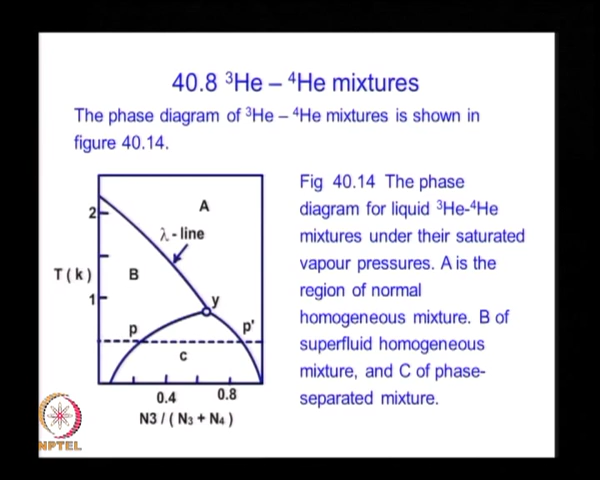 40.8 ³He – ⁴He mixtures
The phase diagram of ³He – ⁴He mixtures is shown in
figure 40.14.
2
A
λ - line
T ( k )
B
1
y
p
p'
c
0.4
0.8
N3 / ( N₃ + N₄ )
Fig 40.14 The phase
diagram for liquid ³He-⁴He
mixtures under their saturated
vapour pressures. A is the
region of normal
homogeneous mixture. B of
superfluid homogeneous
mixture, and C of phase-
separated mixture.
NPTEL